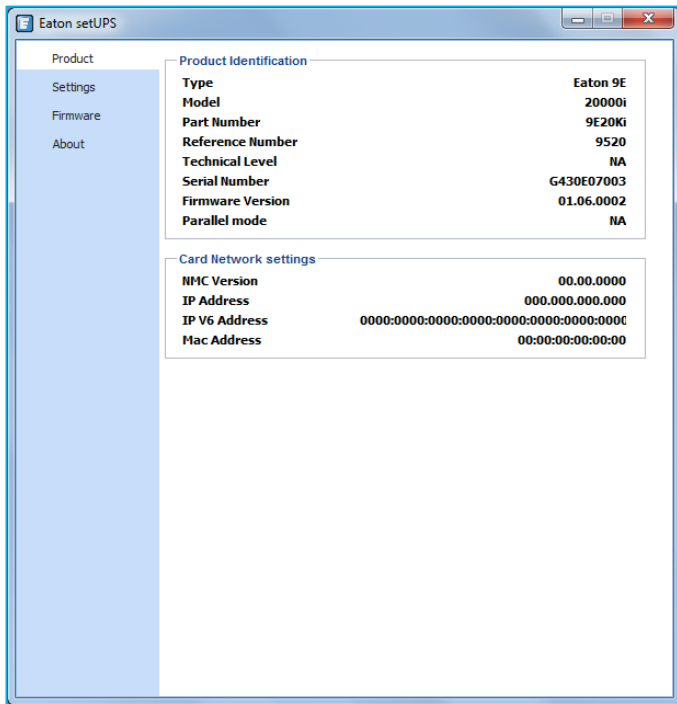 Eaton setUPS
Product
Settings
Firmware
About
Product Identification
Type Eaton 9E
Model 20000i
Part Number 9E20Ki
Reference Number 9520
Technical Level NA
Serial Number G430E07003
Firmware Version 01.06.0002
Parallel mode NA
Card Network settings
NMC Version 00.00.0000
IP Address 000.000.000.000
IP V6 Address 0000:0000:0000:0000:0000:0000:0000:0000
Mac Address 00:00:00:00:00:00